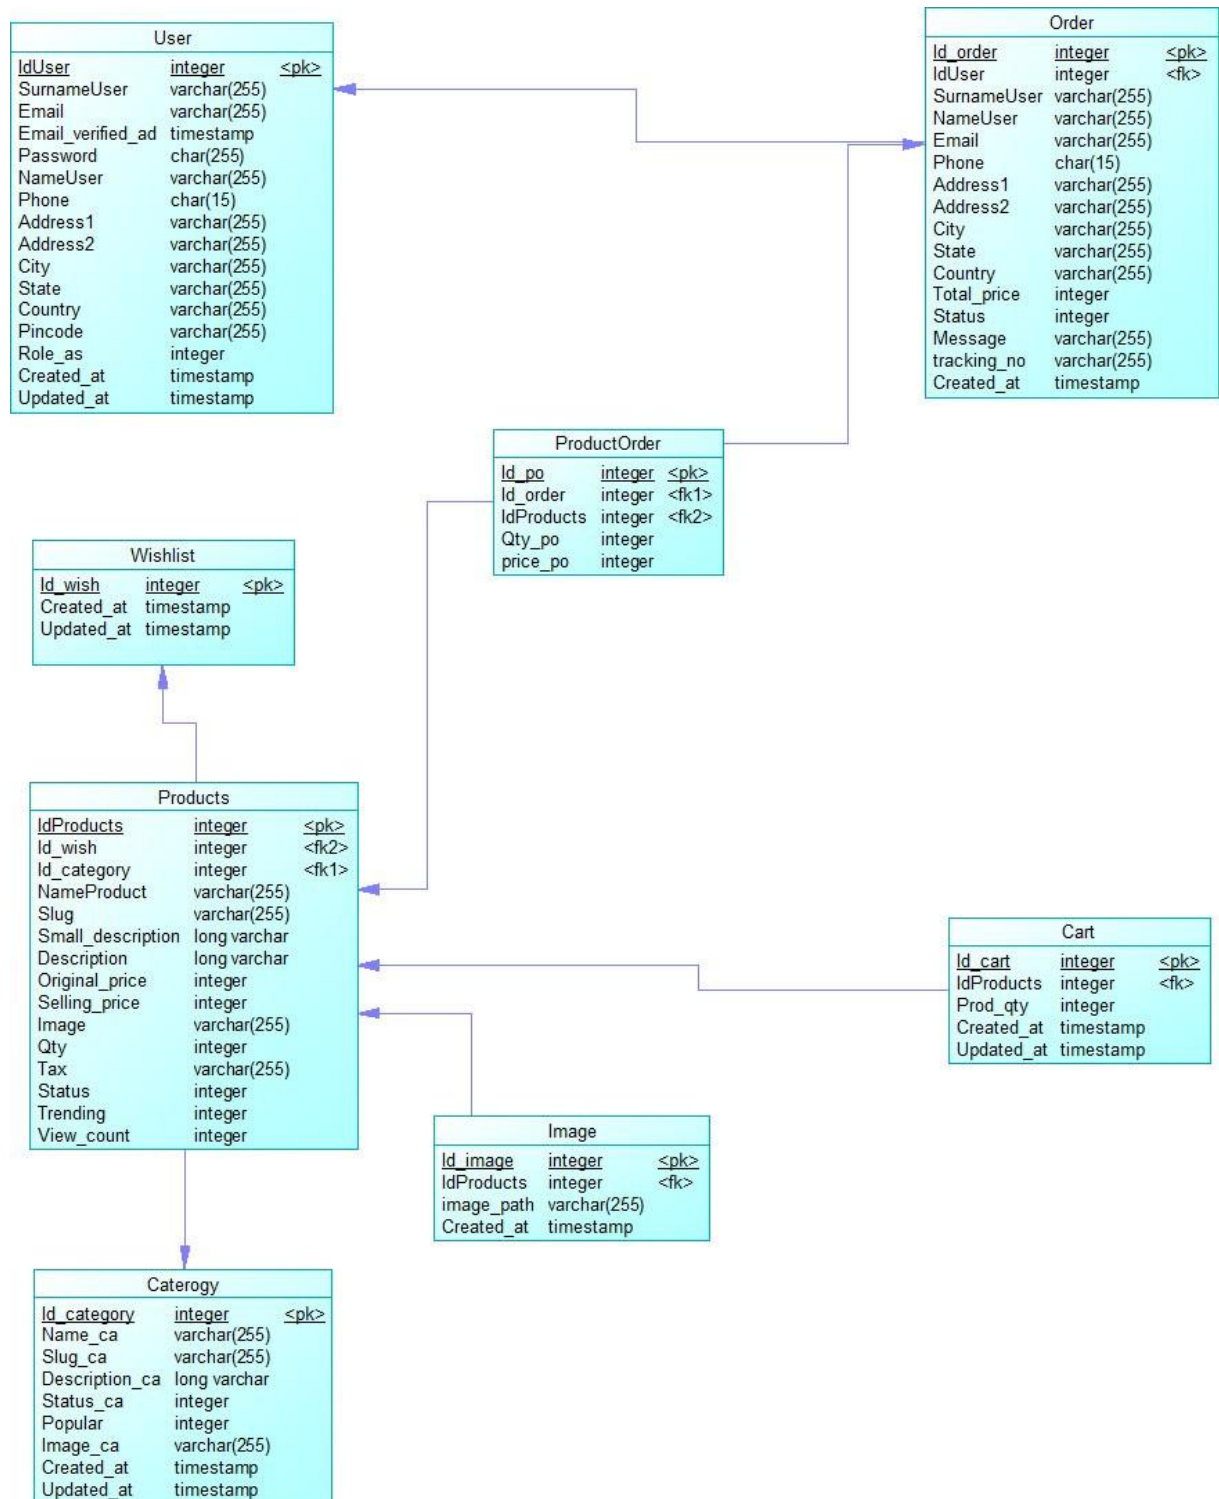 User
IdUser integer <pk>
SurnameUser varchar(255)
Email varchar(255)
Email_verified_ad timestamp
Password char(255)
NameUser varchar(255)
Phone char(15)
Address1 varchar(255)
Address2 varchar(255)
City varchar(255)
State varchar(255)
Country varchar(255)
Pincode varchar(255)
Role_as integer
Created_at timestamp
Updated_at timestamp
Order
Id_order integer <pk>
IdUser integer <fk>
SurnameUser varchar(255)
NameUser varchar(255)
Email varchar(255)
Phone char(15)
Address1 varchar(255)
Address2 varchar(255)
City varchar(255)
State varchar(255)
Country varchar(255)
Total_price integer
Status integer
Message varchar(255)
tracking_no varchar(255)
Created_at timestamp
ProductOrder
Id_po integer <pk>
Id_order integer <fk1>
IdProducts integer <fk2>
Qty_po integer
price_po integer
Wishlist
Id_wish integer <pk>
Created_at timestamp
Updated_at timestamp
Products
IdProducts integer <pk>
Id_wish integer <fk2>
Id_category integer <fk1>
NameProduct varchar(255)
Slug varchar(255)
Small_description long varchar
Description long varchar
Original_price integer
Selling_price integer
Image varchar(255)
Qty integer
Tax varchar(255)
Status integer
Trending integer
View_count integer
Cart
Id_cart integer <pk>
IdProducts integer <fk>
Prod_qty integer
Created_at timestamp
Updated_at timestamp
Image
Id_image integer <pk>
IdProducts integer <fk>
image_path varchar(255)
Created_at timestamp
Caterogy
Id_category integer <pk>
Name_ca varchar(255)
Slug_ca varchar(255)
Description_ca long varchar
Status_ca integer
Popular integer
Image_ca varchar(255)
Created_at timestamp
Updated_at timestamp